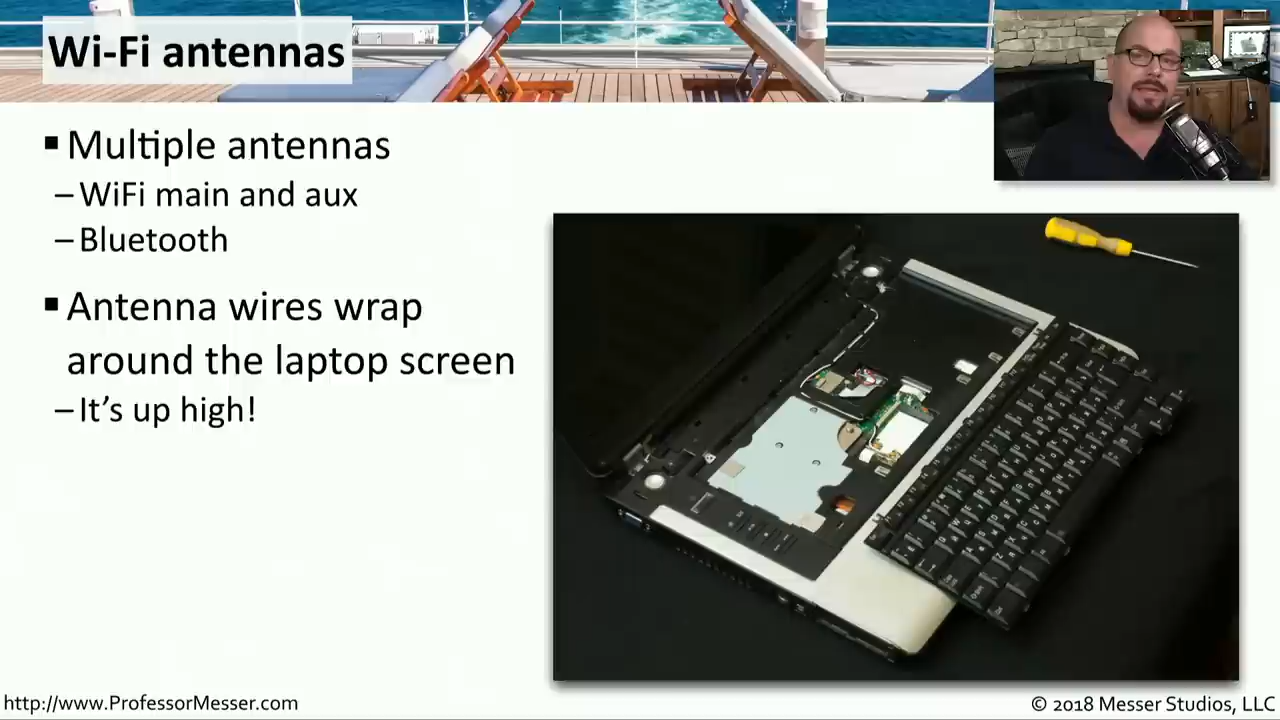 Wi-Fi antennas
▪ Multiple antennas
– WiFi main and aux
– Bluetooth
▪ Antenna wires wrap
around the laptop screen
– It's up high!
http://www.ProfessorMesser.com
© 2018 Messer Studios, LLC